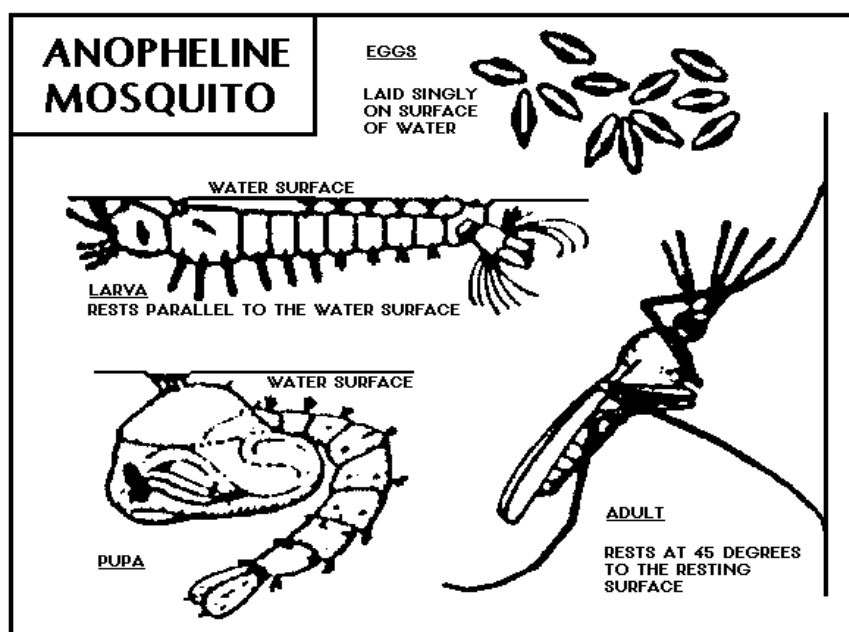 ANOPHELINE
MOSQUITO
EGGS
LAID SINGLY
ON SURFACE
OF WATER
WATER SURFACE
LARVA
RESTS PARALLEL TO THE WATER SURFACE
WATER SURFACE
PUPA
ADULT
RESTS AT 45 DEGREES
TO THE RESTING
SURFACE